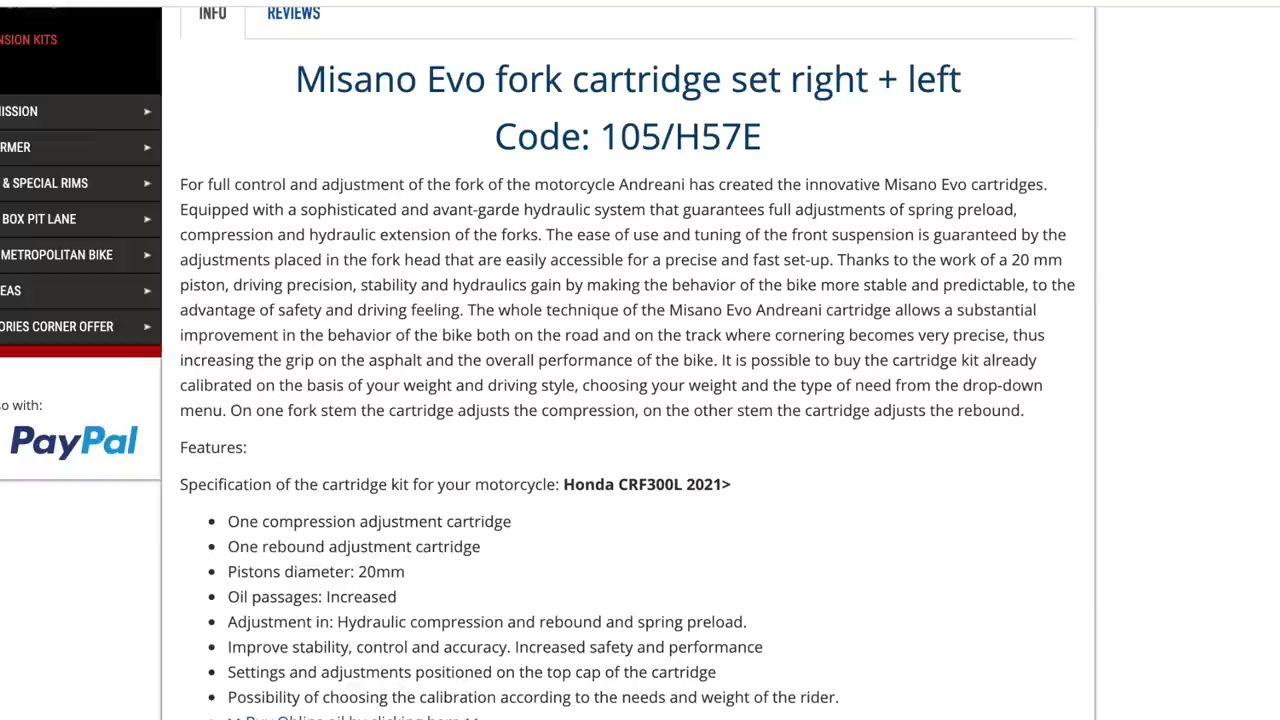 INFO
REVIEWS
NSION KITS
MISSION
RMER
& SPECIAL RIMS
BOX PIT LANE
METROPOLITAN BIKE
EAS
ORIES CORNER OFFER
so with:
PayPal
Misano Evo fork cartridge set right + left
Code: 105/H57E
For full control and adjustment of the fork of the motorcycle Andreani has created the innovative Misano Evo cartridges.
Equipped with a sophisticated and avant-garde hydraulic system that guarantees full adjustments of spring preload,
compression and hydraulic extension of the forks. The ease of use and tuning of the front suspension is guaranteed by the
adjustments placed in the fork head that are easily accessible for a precise and fast set-up. Thanks to the work of a 20 mm
piston, driving precision, stability and hydraulics gain by making the behavior of the bike more stable and predictable, to the
advantage of safety and driving feeling. The whole technique of the Misano Evo Andreani cartridge allows a substantial
improvement in the behavior of the bike both on the road and on the track where cornering becomes very precise, thus
increasing the grip on the asphalt and the overall performance of the bike. It is possible to buy the cartridge kit already
calibrated on the basis of your weight and driving style, choosing your weight and the type of need from the drop-down
menu. On one fork stem the cartridge adjusts the compression, on the other stem the cartridge adjusts the rebound.
Features:
Specification of the cartridge kit for your motorcycle: Honda CRF300L 2021>
• One compression adjustment cartridge
• One rebound adjustment cartridge
• Pistons diameter: 20mm
• Oil passages: Increased
• Adjustment in: Hydraulic compression and rebound and spring preload.
• Improve stability, control and accuracy. Increased safety and performance
• Settings and adjustments positioned on the top cap of the cartridge
• Possibility of choosing the calibration according to the needs and weight of the rider.
• >> Buy Ohlins oil by clicking here <<